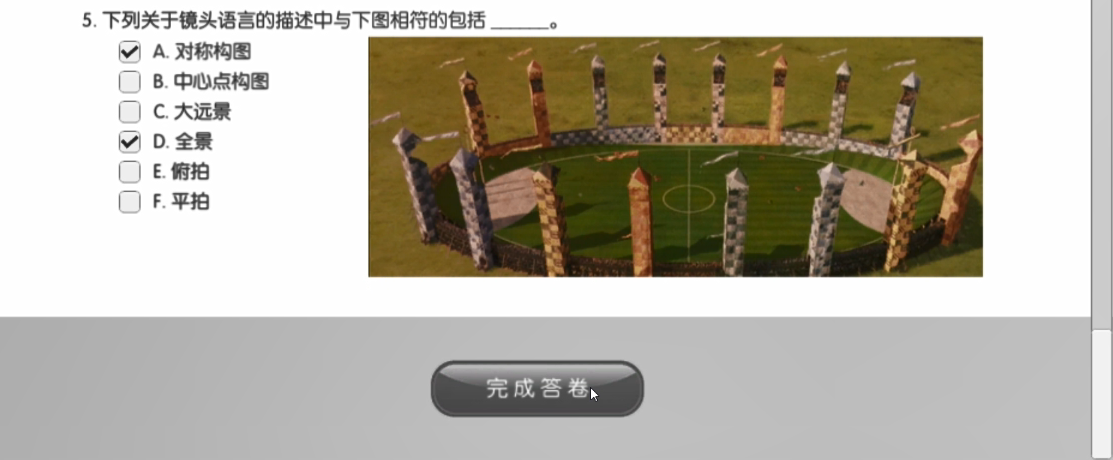 5. 下列关于镜头语言的描述中与下图相符的包括 ______。
A. 对称构图
B. 中心点构图
C. 大远景
D. 全景
E. 俯拍
F. 平拍
完成答卷